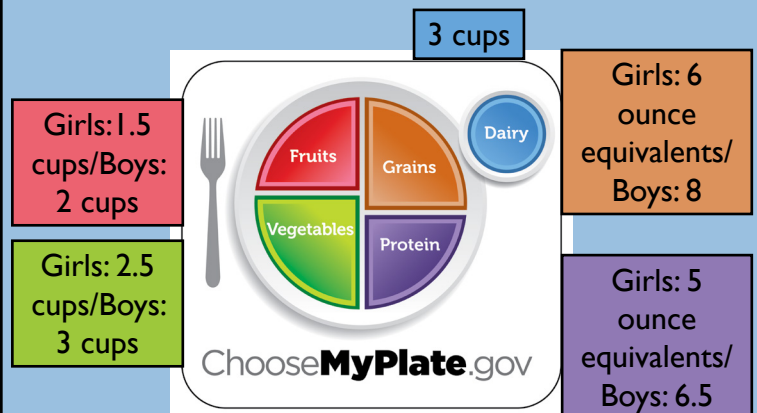 3 cups
Girls:1.5
cups/Boys:
2 cups
Girls: 2.5
cups/Boys:
3 cups
Fruits
Grains
Dairy
Vegetables
Protein
ChooseMyPlate.gov
Girls: 6
ounce
equivalents/
Boys: 8
Girls: 5
ounce
equivalents/
Boys: 6.5